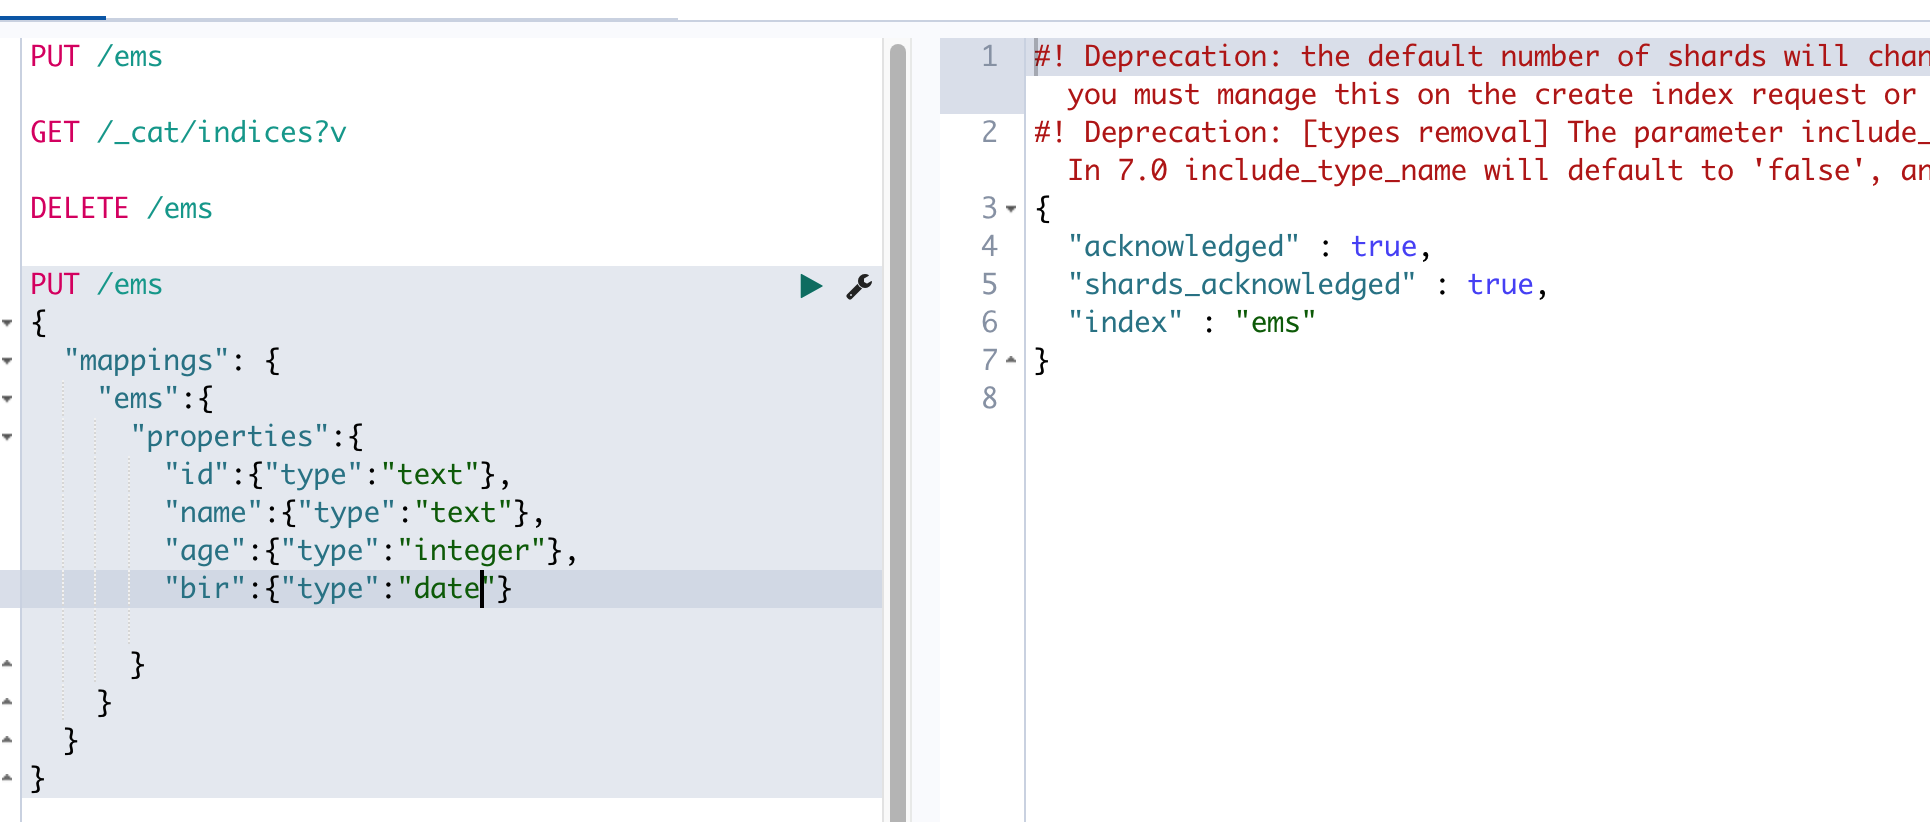 PUT /ems
GET /_cat/indices?v
DELETE /ems
PUT /ems
{
  "mappings": {
    "ems":{
      "properties":{
        "id":{"type":"text"},
        "name":{"type":"text"},
        "age":{"type":"integer"},
        "bir":{"type":"date"}
      }
    }
  }
}
1 #! Deprecation: the default number of shards will
you must manage this on the create index request or
2 #! Deprecation: [types removal] The parameter include_
In 7.0 include_type_name will default to 'false',
3 {
4   "acknowledged" : true,
5   "shards_acknowledged" : true,
6   "index" : "ems"
7 }
8